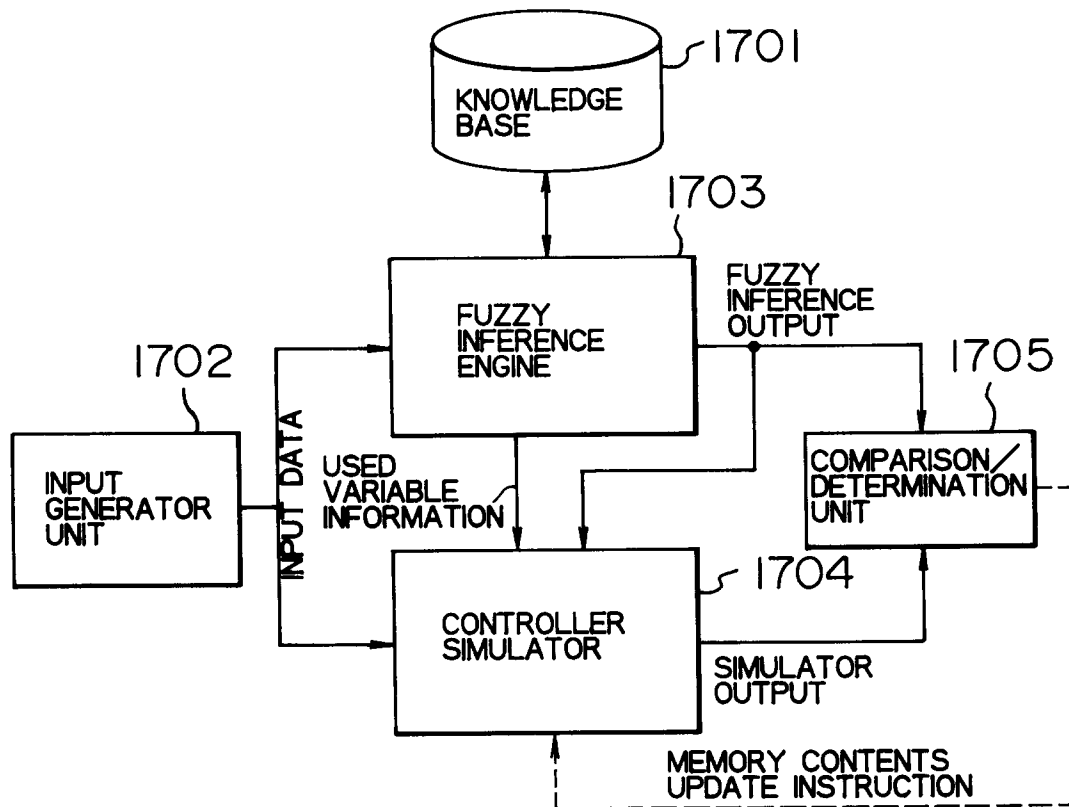 1701
KNOWLEDGE
BASE
1703
FUZZY
INFERENCE
ENGINE
FUZZY
INFERENCE
OUTPUT
1702
INPUT
GENERATOR
UNIT
INPUT DATA
USED
VARIABLE
INFORMATION
1705
COMPARISON/
DETERMINATION
UNIT
1704
CONTROLLER
SIMULATOR
SIMULATOR
OUTPUT
MEMORY CONTENTS
UPDATE INSTRUCTION